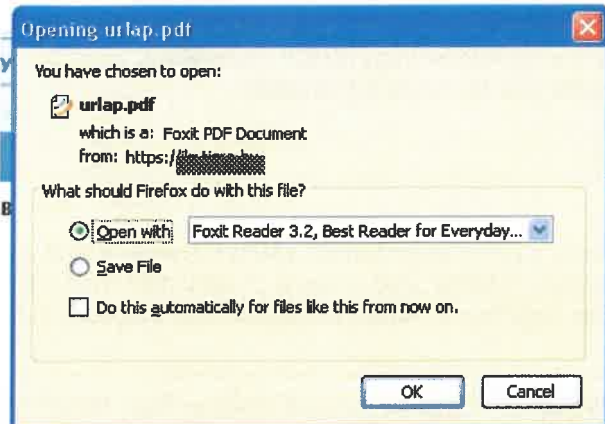 Opening urlap.pdf
You have chosen to open:
urlap.pdf
which is a: Foxit PDF Document
from: https://
What should Firefox do with this file?
Open with
Foxit Reader 3.2, Best Reader for Everyday...
Save File
Do this automatically for files like this from now on.
OK
Cancel